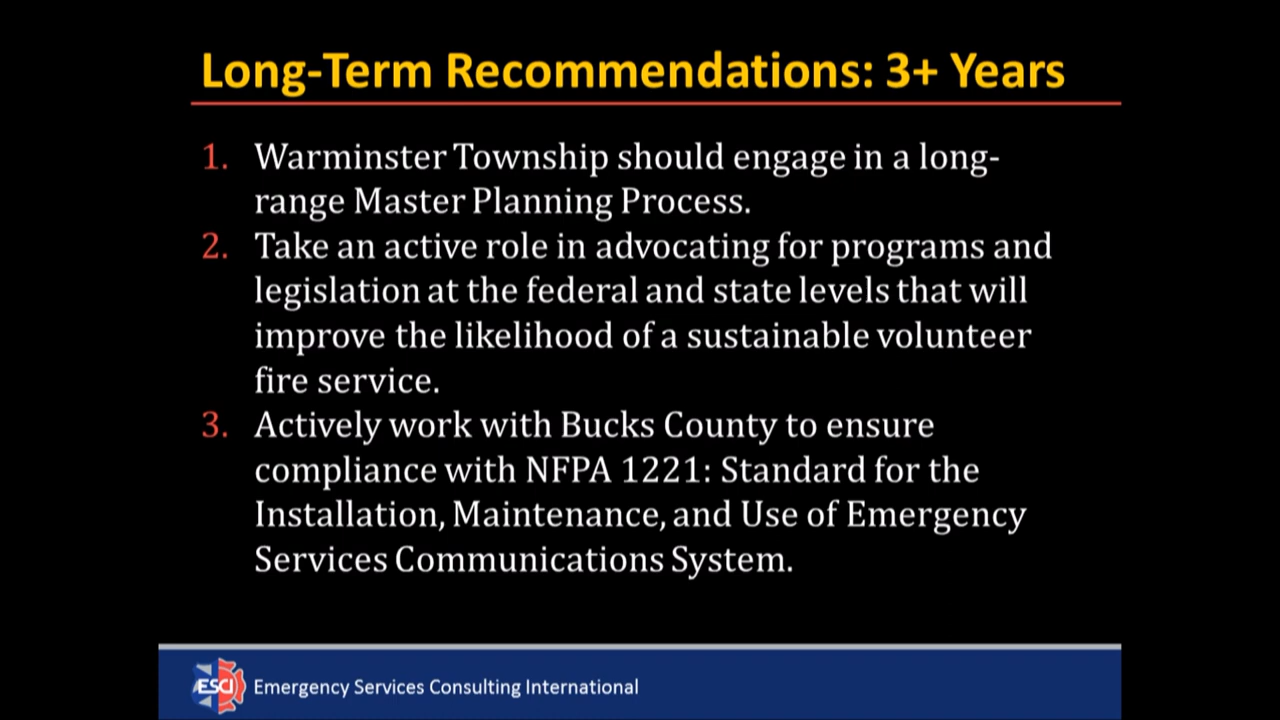 Long-Term Recommendations: 3+ Years
1. Warminster Township should engage in a long-
range Master Planning Process.
2. Take an active role in advocating for programs and
legislation at the federal and state levels that will
improve the likelihood of a sustainable volunteer
fire service.
3. Actively work with Bucks County to ensure
compliance with NFPA 1221: Standard for the
Installation, Maintenance, and Use of Emergency
Services Communications System.
ESCI Emergency Services Consulting International